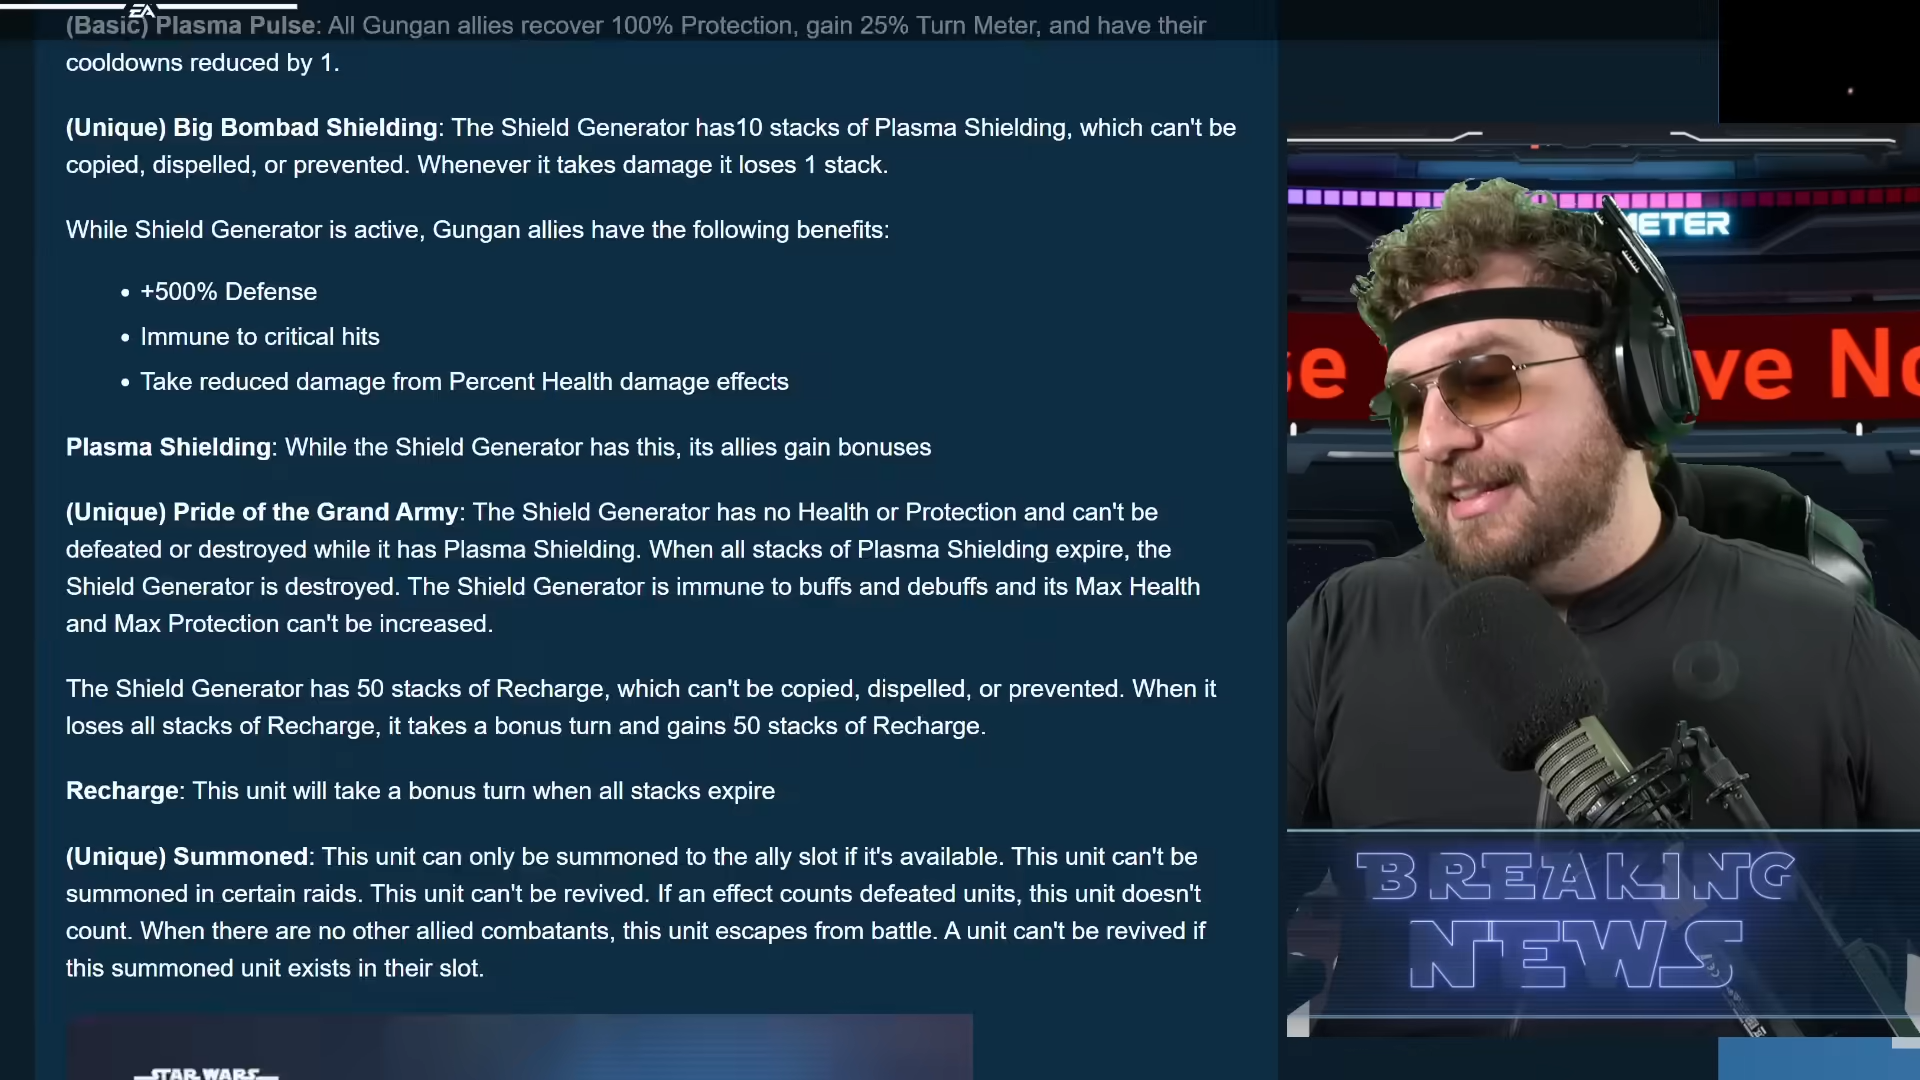 EA
(Basic) Plasma Pulse: All Gungan allies recover 100% Protection, gain 25% Turn Meter, and have their
cooldowns reduced by 1.
(Unique) Big Bombad Shielding: The Shield Generator has10 stacks of Plasma Shielding, which can't be
copied, dispelled, or prevented. Whenever it takes damage it loses 1 stack.
While Shield Generator is active, Gungan allies have the following benefits:
• +500% Defense
• Immune to critical hits
• Take reduced damage from Percent Health damage effects
Plasma Shielding: While the Shield Generator has this, its allies gain bonuses
(Unique) Pride of the Grand Army: The Shield Generator has no Health or Protection and can't be
defeated or destroyed while it has Plasma Shielding. When all stacks of Plasma Shielding expire, the
Shield Generator is destroyed. The Shield Generator is immune to buffs and debuffs and its Max Health
and Max Protection can't be increased.
The Shield Generator has 50 stacks of Recharge, which can't be copied, dispelled, or prevented. When it
loses all stacks of Recharge, it takes a bonus turn and gains 50 stacks of Recharge.
Recharge: This unit will take a bonus turn when all stacks expire
(Unique) Summoned: This unit can only be summoned to the ally slot if it's available. This unit can't be
summoned in certain raids. This unit can't be revived. If an effect counts defeated units, this unit doesn't
count. When there are no other allied combatants, this unit escapes from battle. A unit can't be revived if
this summoned unit exists in their slot.
STAR WARS
METER
se ve No
BREAKING
NEWS